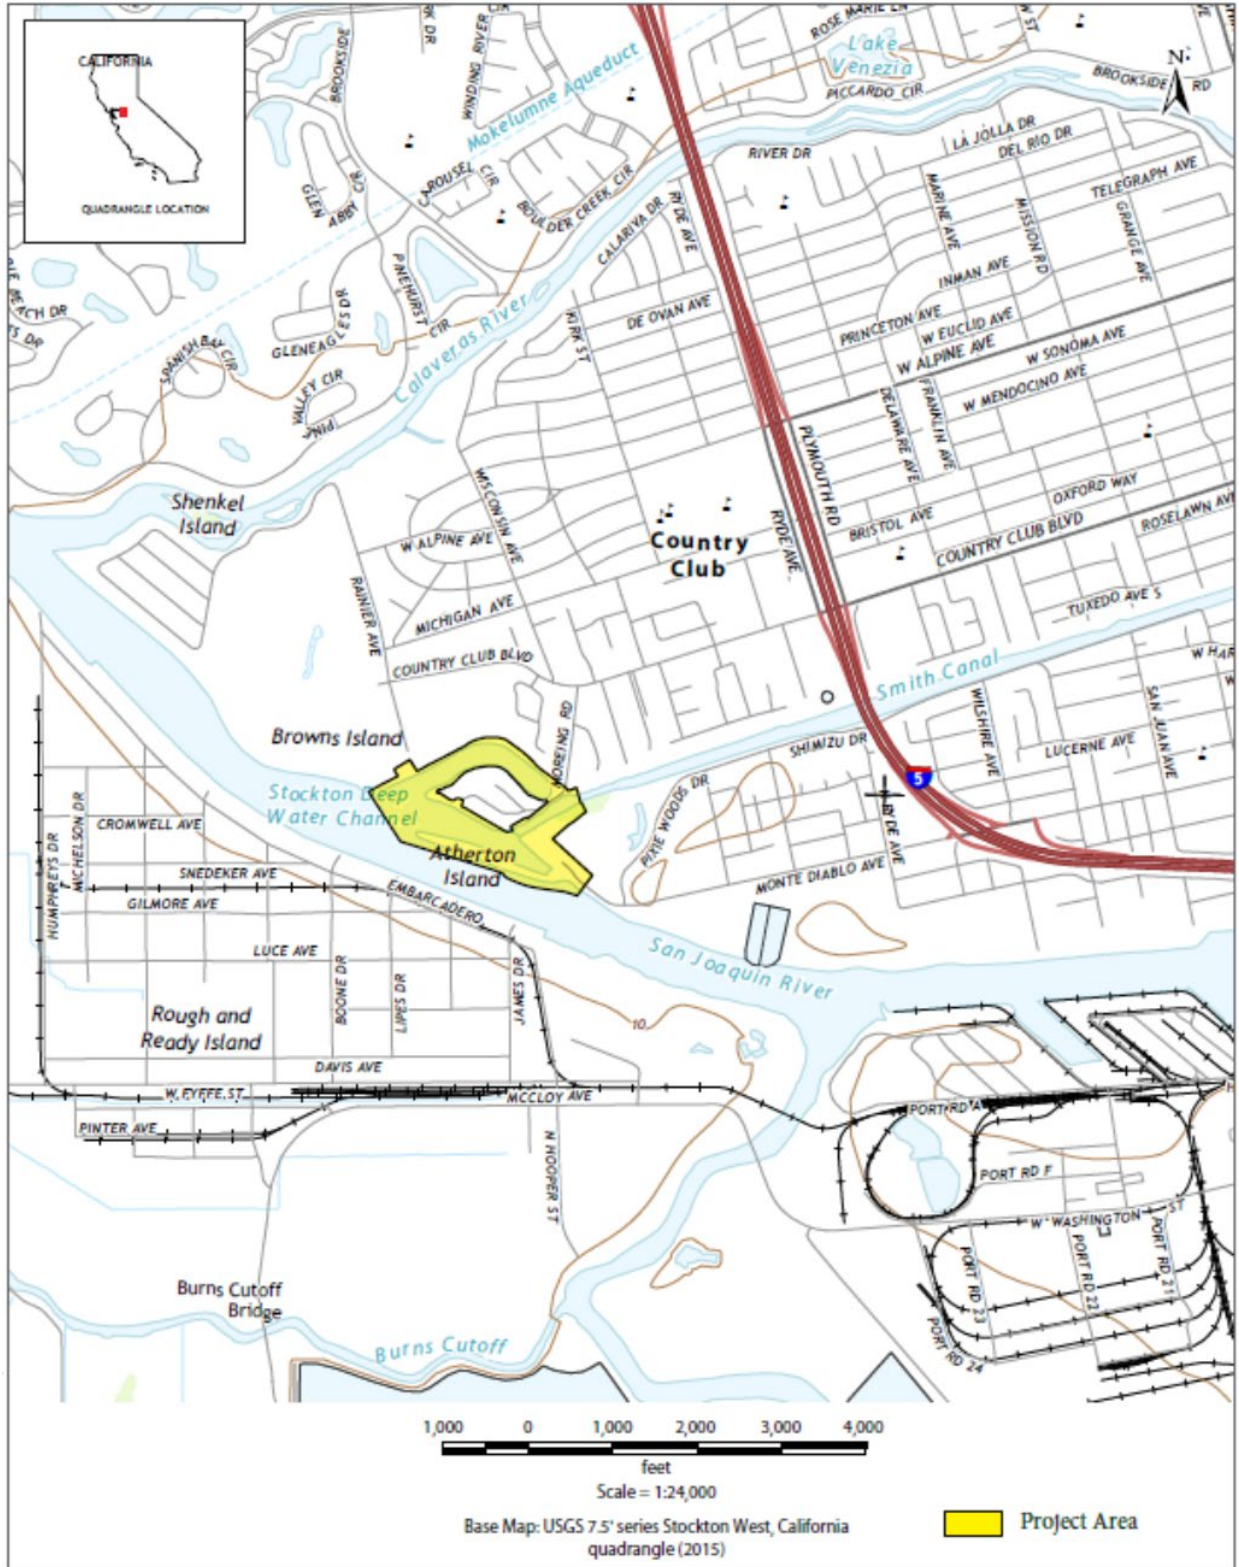 CALIFORNIA
QUADRANGLE LOCATION
BROOKSIDE
WINDING RIVER
Mokelumne Aqueduct
ROSE MARIE LN
Lake
Venezia
PICCARDO CIR
N
BROOKSIDE RD
RIVER DR
LA JOLLA DR
DEL RIO DR
TELEGRAPH AVE
GLEN ABBY CIR
CAROUSEL CIR
BOULDER CREEK CIR
CALARIYA DR
RYDE AVE
MARINE AVE
MISSION RD
GRANGE AVE
INMAN AVE
PINEHURST CIR
GLENEAGLES DR
SPANISH BAY CIR
VALLEY CIR
PINE
Calaveras River
KIRK ST
DE OVAN AVE
PRINCETON AVE
W EUCLID AVE
W ALPINE AVE
W SONOMA AVE
W MENDOCINO AVE
DELAWARE AVE
FRANKLIN AVE
PLYMOUTH RD
OXFORD WAY
BRISTOL AVE
COUNTRY CLUB BLVD
ROSELAWN AVE
Shenkel
Island
WISCONSIN AVE
W ALPINE AVE
Country
Club
RYDE AVE
RAINIER AVE
MICHIGAN AVE
COUNTRY CLUB BLVD
TUXEDO AVE S
Smith Canal
W HAR
WILSHIRE AVE
SAN JUAN AVE
LUCERNE AVE
SHIMIZU DR
Browns Island
MOREING RD
5
Stockton Deep
Water Channel
PIXIE WOODS DR
N RYDE AVE
MONTE DIABLO AVE
Atherton
Island
MICHELSON DR
CROMWELL AVE
HUMPHREYS DR
SNEDEKER AVE
GILMORE AVE
EMBARCADERO
LUCE AVE
BOONE DR
LIPES DR
JAMES DR
San Joaquin River
Rough and
Ready Island
10
DAVIS AVE
W FYFFE ST
MCCLOY AVE
PINTER AVE
N HOOPER ST
PORT RD A
PORT RD F
W WASHINGTON ST
PORT RD 23
PORT RD 22
PORT RD 21
PORT RD 24
Burns Cutoff
Bridge
Burns Cutoff
1,000 0 1,000 2,000 3,000 4,000
feet
Scale = 1:24,000
Base Map: USGS 7.5' series Stockton West, California
quadrangle (2015)
Project Area